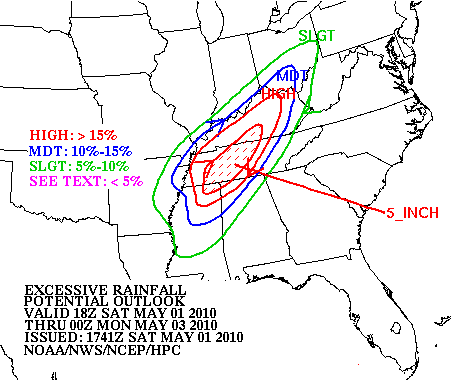 SLGT
MDT
HIGH
HIGH: > 15%
MDT: 10%-15%
SLGT: 5%-10%
SEE TEXT: < 5%
5_INCH
EXCESSIVE RAINFALL
POTENTIAL OUTLOOK
VALID 18Z SAT MAY 01 2010
THRU 00Z MON MAY 03 2010
ISSUED: 1741Z SAT MAY 01 2010
NOAA/NWS/NCEP/HPC